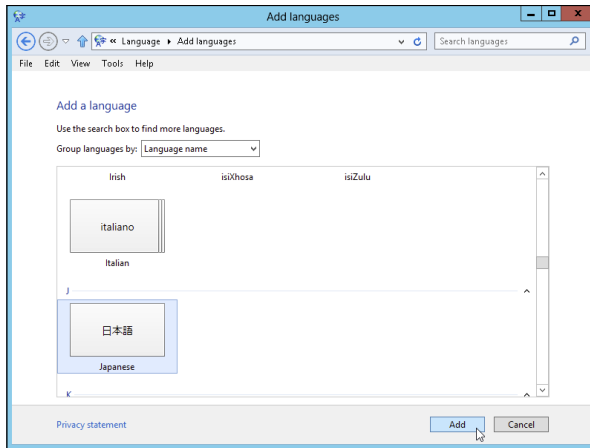 Add languages
« Language Add languages
Search languages
File Edit View Tools Help
Add a language
Use the search box to find more languages.
Group languages by: Language name
Irish isiXhosa isiZulu
italiano
Italian
J
日本語
Japanese
K
Privacy statement
Add Cancel